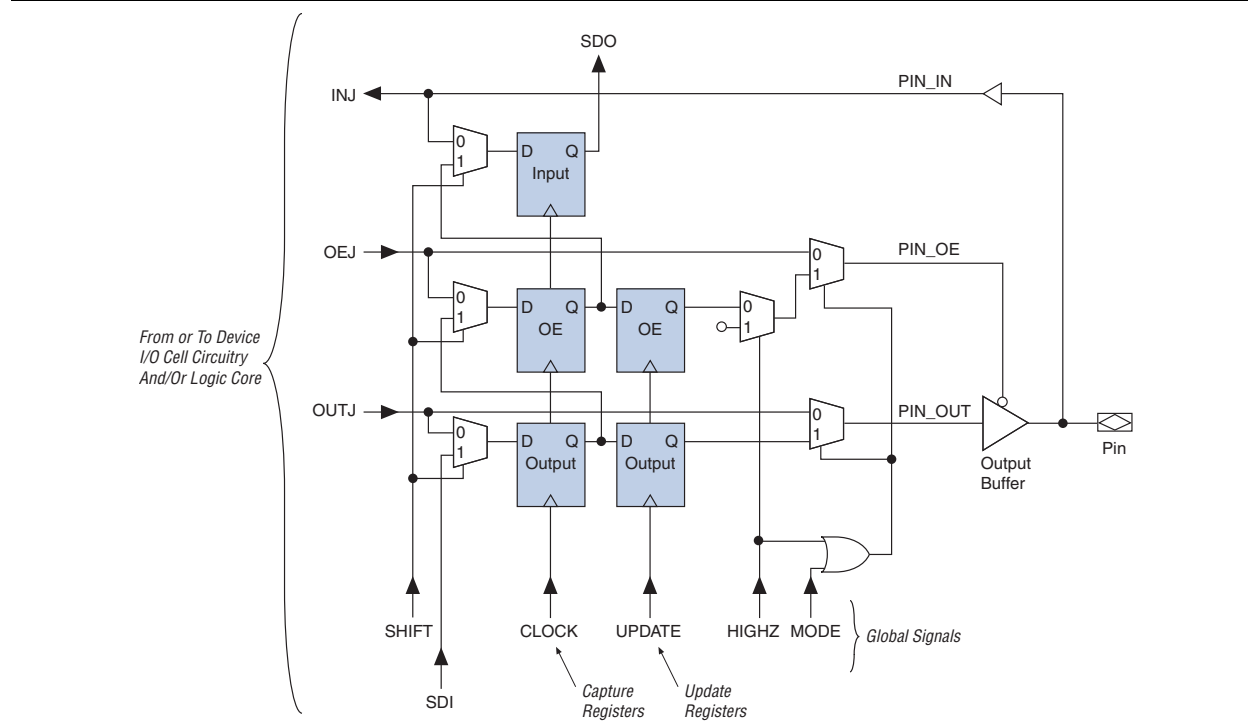 SDO
INJ
PIN_IN
0
1
D Q
Input
OEJ
0
1
PIN_OE
0
1
D Q
OE
D Q
OE
0
1
From or To Device
I/O Cell Circuitry
And/Or Logic Core
OUTJ
0
1
PIN_OUT
0
1
D Q
Output
D Q
Output
Output
Buffer
Pin
SHIFT
CLOCK
UPDATE
HIGHZ
MODE
Global Signals
SDI
Capture
Registers
Update
Registers